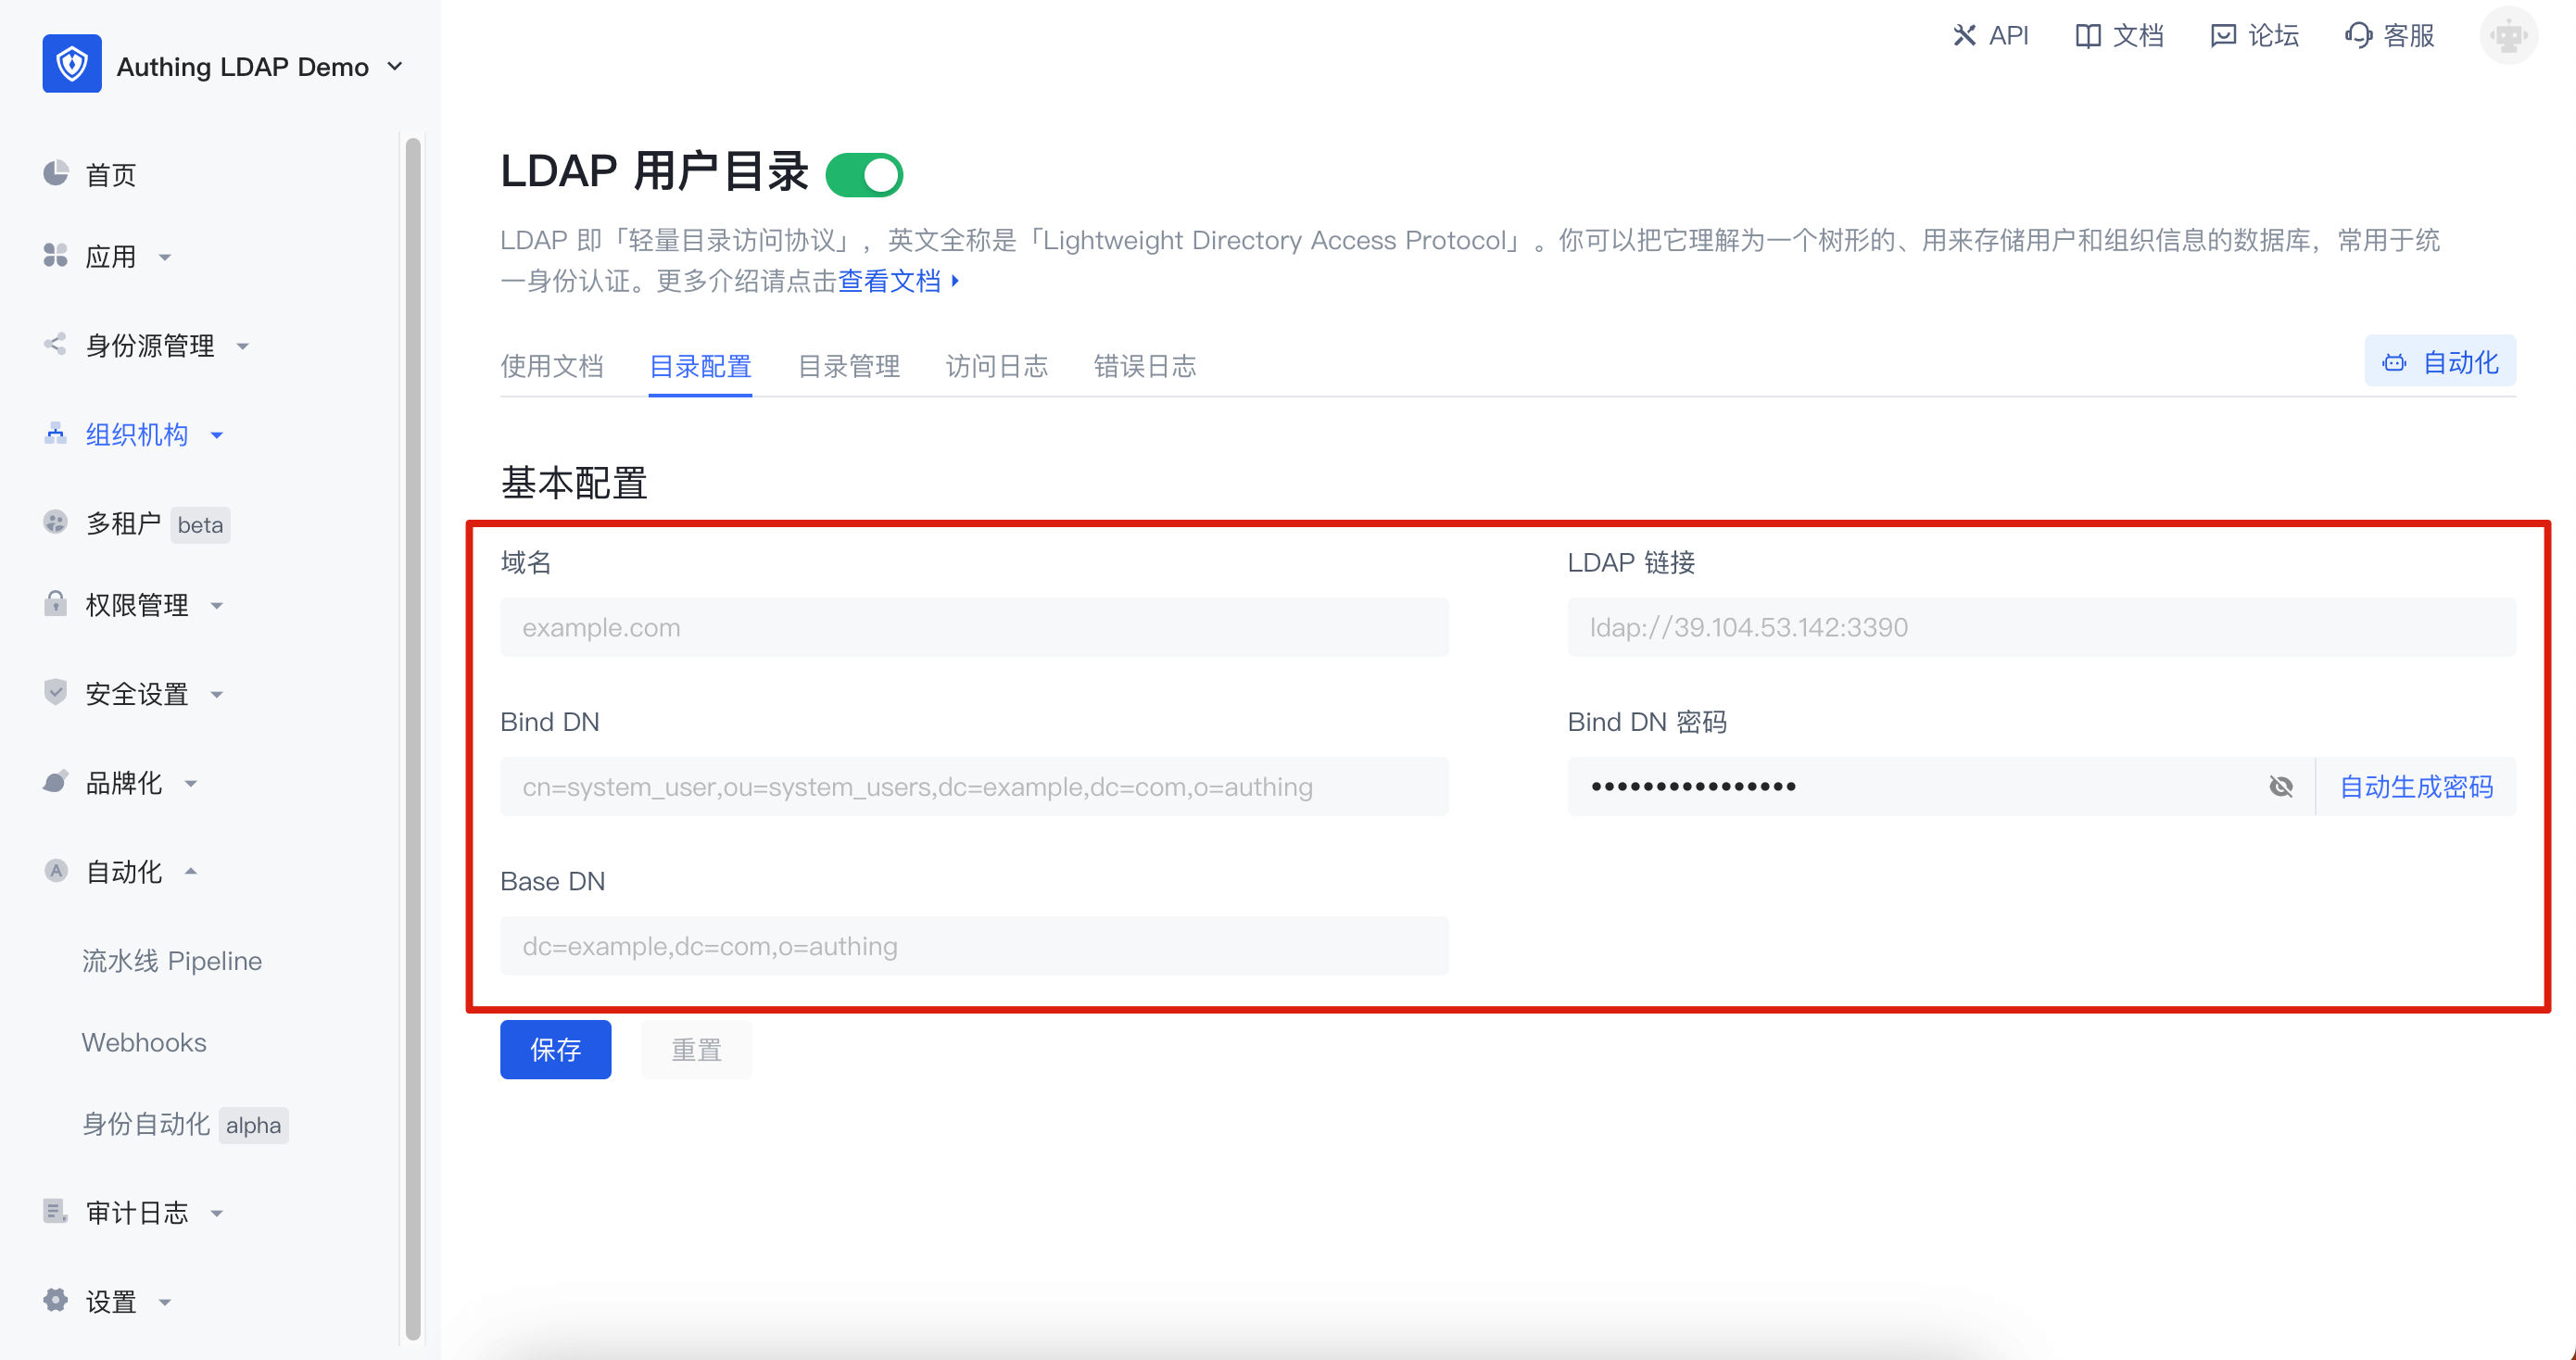 Authing LDAP Demo
API
文档
论坛
客服
首页
应用
身份源管理
组织机构
多租户 beta
权限管理
安全设置
品牌化
自动化
流水线 Pipeline
Webhooks
身份自动化 alpha
审计日志
设置
LDAP 用户目录
LDAP 即「轻量目录访问协议」，英文全称是「Lightweight Directory Access Protocol」。你可以把它理解为一个树形的、用来存储用户和组织信息的数据库，常用于统
一身份认证。更多介绍请点击查看文档
使用文档
目录配置
目录管理
访问日志
错误日志
自动化
基本配置
域名
example.com
LDAP 链接
ldap://39.104.53.142:3390
Bind DN
cn=system_user,ou=system_users,dc=example,dc=com,o=authing
Bind DN 密码
••••••••••••••••
自动生成密码
Base DN
dc=example,dc=com,o=authing
保存
重置